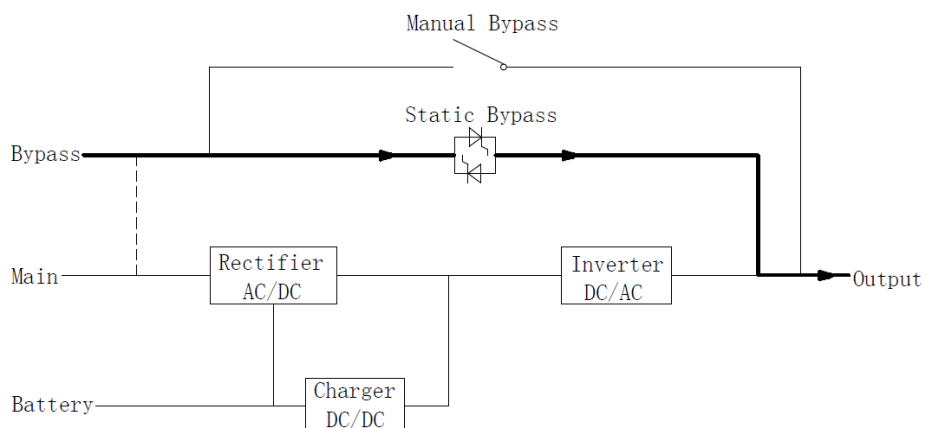 Manual Bypass
Static Bypass
Bypass
Main
Rectifier
AC/DC
Inverter
DC/AC
Output
Battery
Charger
DC/DC